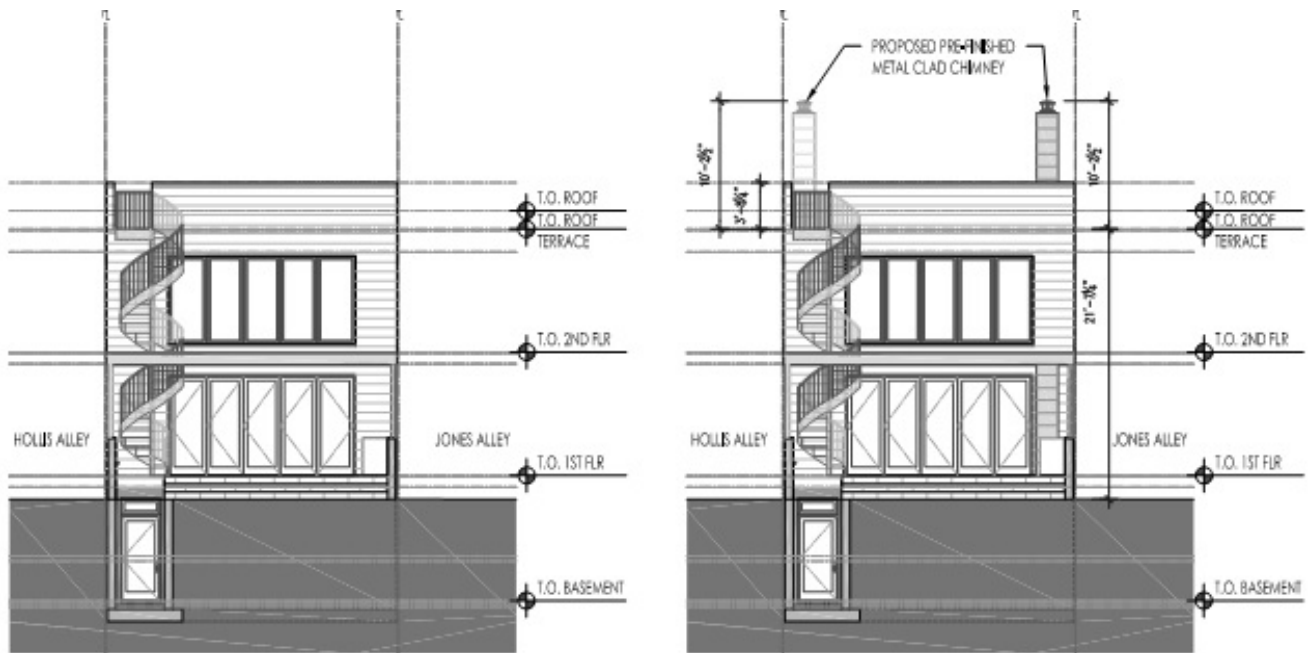 PROPOSED PRE-FINISHED
METAL CLAD CHIMNEY
T.O. ROOF
T.O. ROOF
TERRACE
T.O. 2ND FLR
HOLLIS ALLEY
JONES ALLEY
T.O. 1ST FLR
T.O. BASEMENT
T.O. ROOF
T.O. ROOF
TERRACE
T.O. 2ND FLR
HOLLIS ALLEY
JONES ALLEY
T.O. 1ST FLR
T.O. BASEMENT